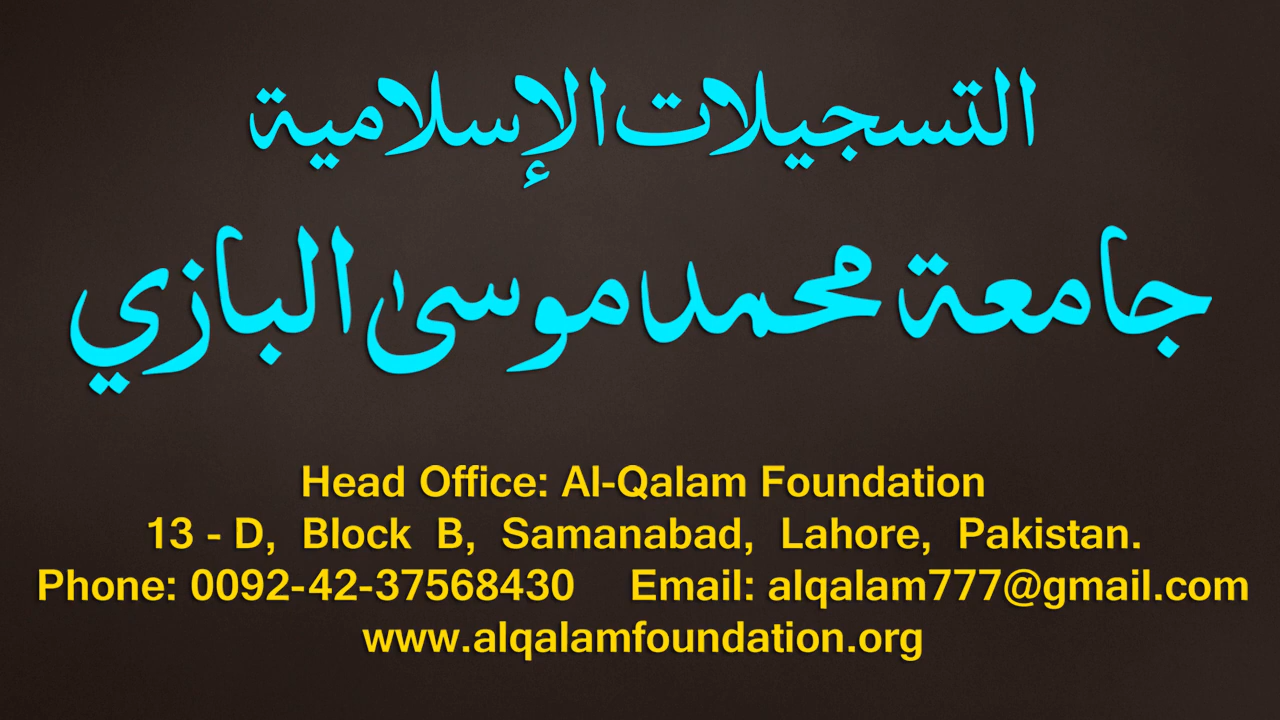 التسجيلات الإسلامية
جامعة محمد موسىٰ البازي
Head Office: Al-Qalam Foundation
13 - D, Block B, Samanabad, Lahore, Pakistan.
Phone: 0092-42-37568430 Email: alqalam777@gmail.com
www.alqalamfoundation.org